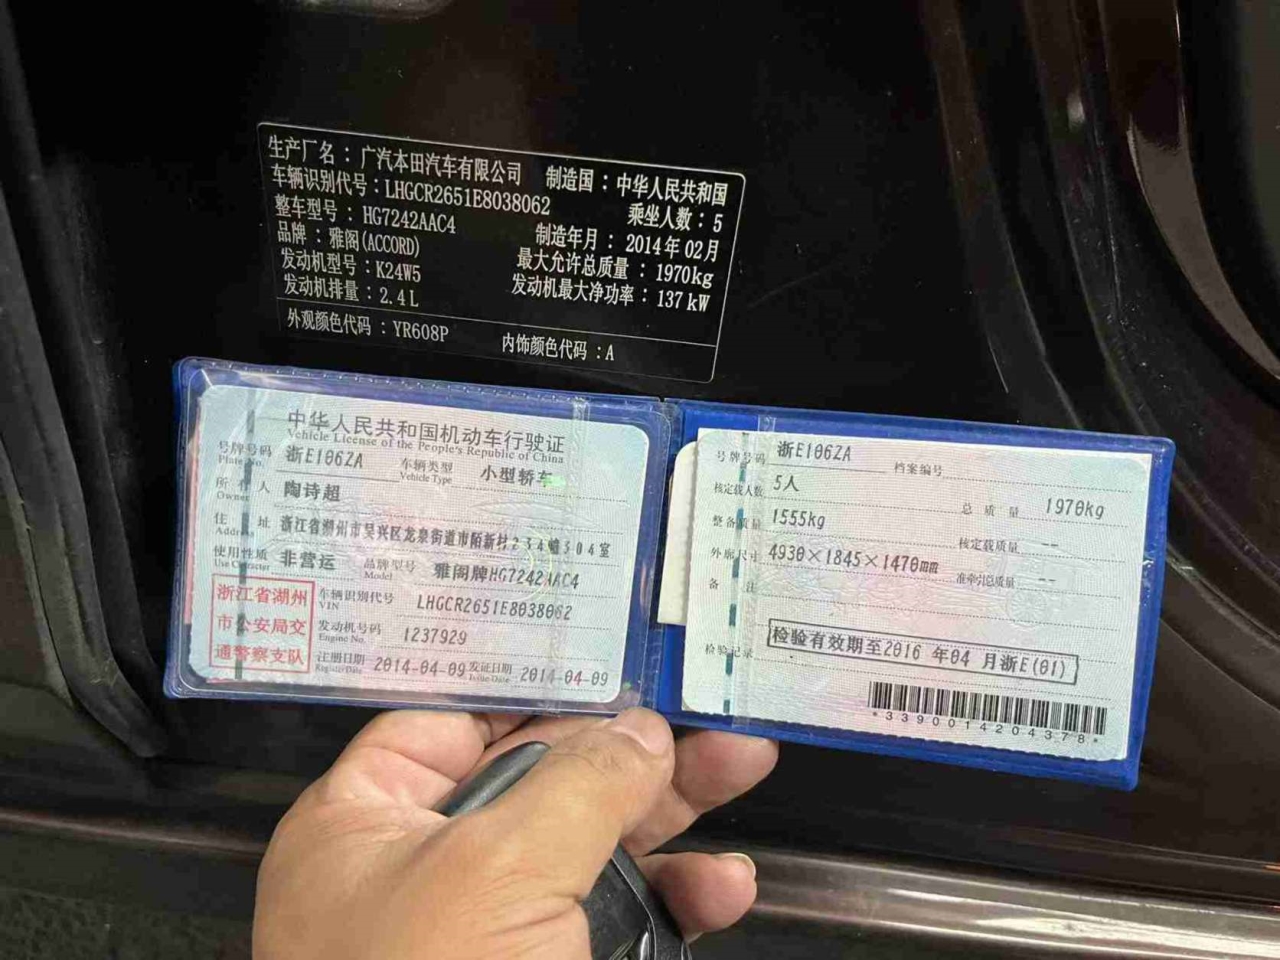 生产厂名：广汽本田汽车有限公司 制造国：中华人民共和国
车辆识别代号：LHGCR2651E8038062 乘坐人数：5
整车型号：HG7242AAC4 制造年月：2014年02月
品牌：雅阁(ACCORD) 最大允许总质量：1970kg
发动机型号：K24W5 发动机最大净功率：137kW
发动机排量：2.4L
外观颜色代码：YR608P 内饰颜色代码：A
中华人民共和国机动车行驶证
Vehicle License of the People's Republic of China
号牌号码 浙E106ZA 车辆类型 小型轿车
Plate No. Vehicle Type
所有人 陶诗超
Owner
住址 浙江省湖州市吴兴区龙泉街道市陌新村234幢504室
Address
使用性质 非营运 品牌型号 雅阁牌HG7242AAC4
Use Character Model
浙江省湖州
市公安局交
通警察支队
车辆识别代号 LHGCR2651E8038062
VIN
发动机号码 1237929
Engine No.
注册日期 2014-04-09 发证日期 2014-04-09
Register Date Issue Date
号牌号码 浙E106ZA 档案编号
核定载人数 5人 总质量 1970kg
整备质量 1555kg 核定载质量 --
外廓尺寸 4930×1845×1470mm 准牵引总质量 --
备注
检验记录 检验有效期至2016年04月浙E(01)
*3390014204378*